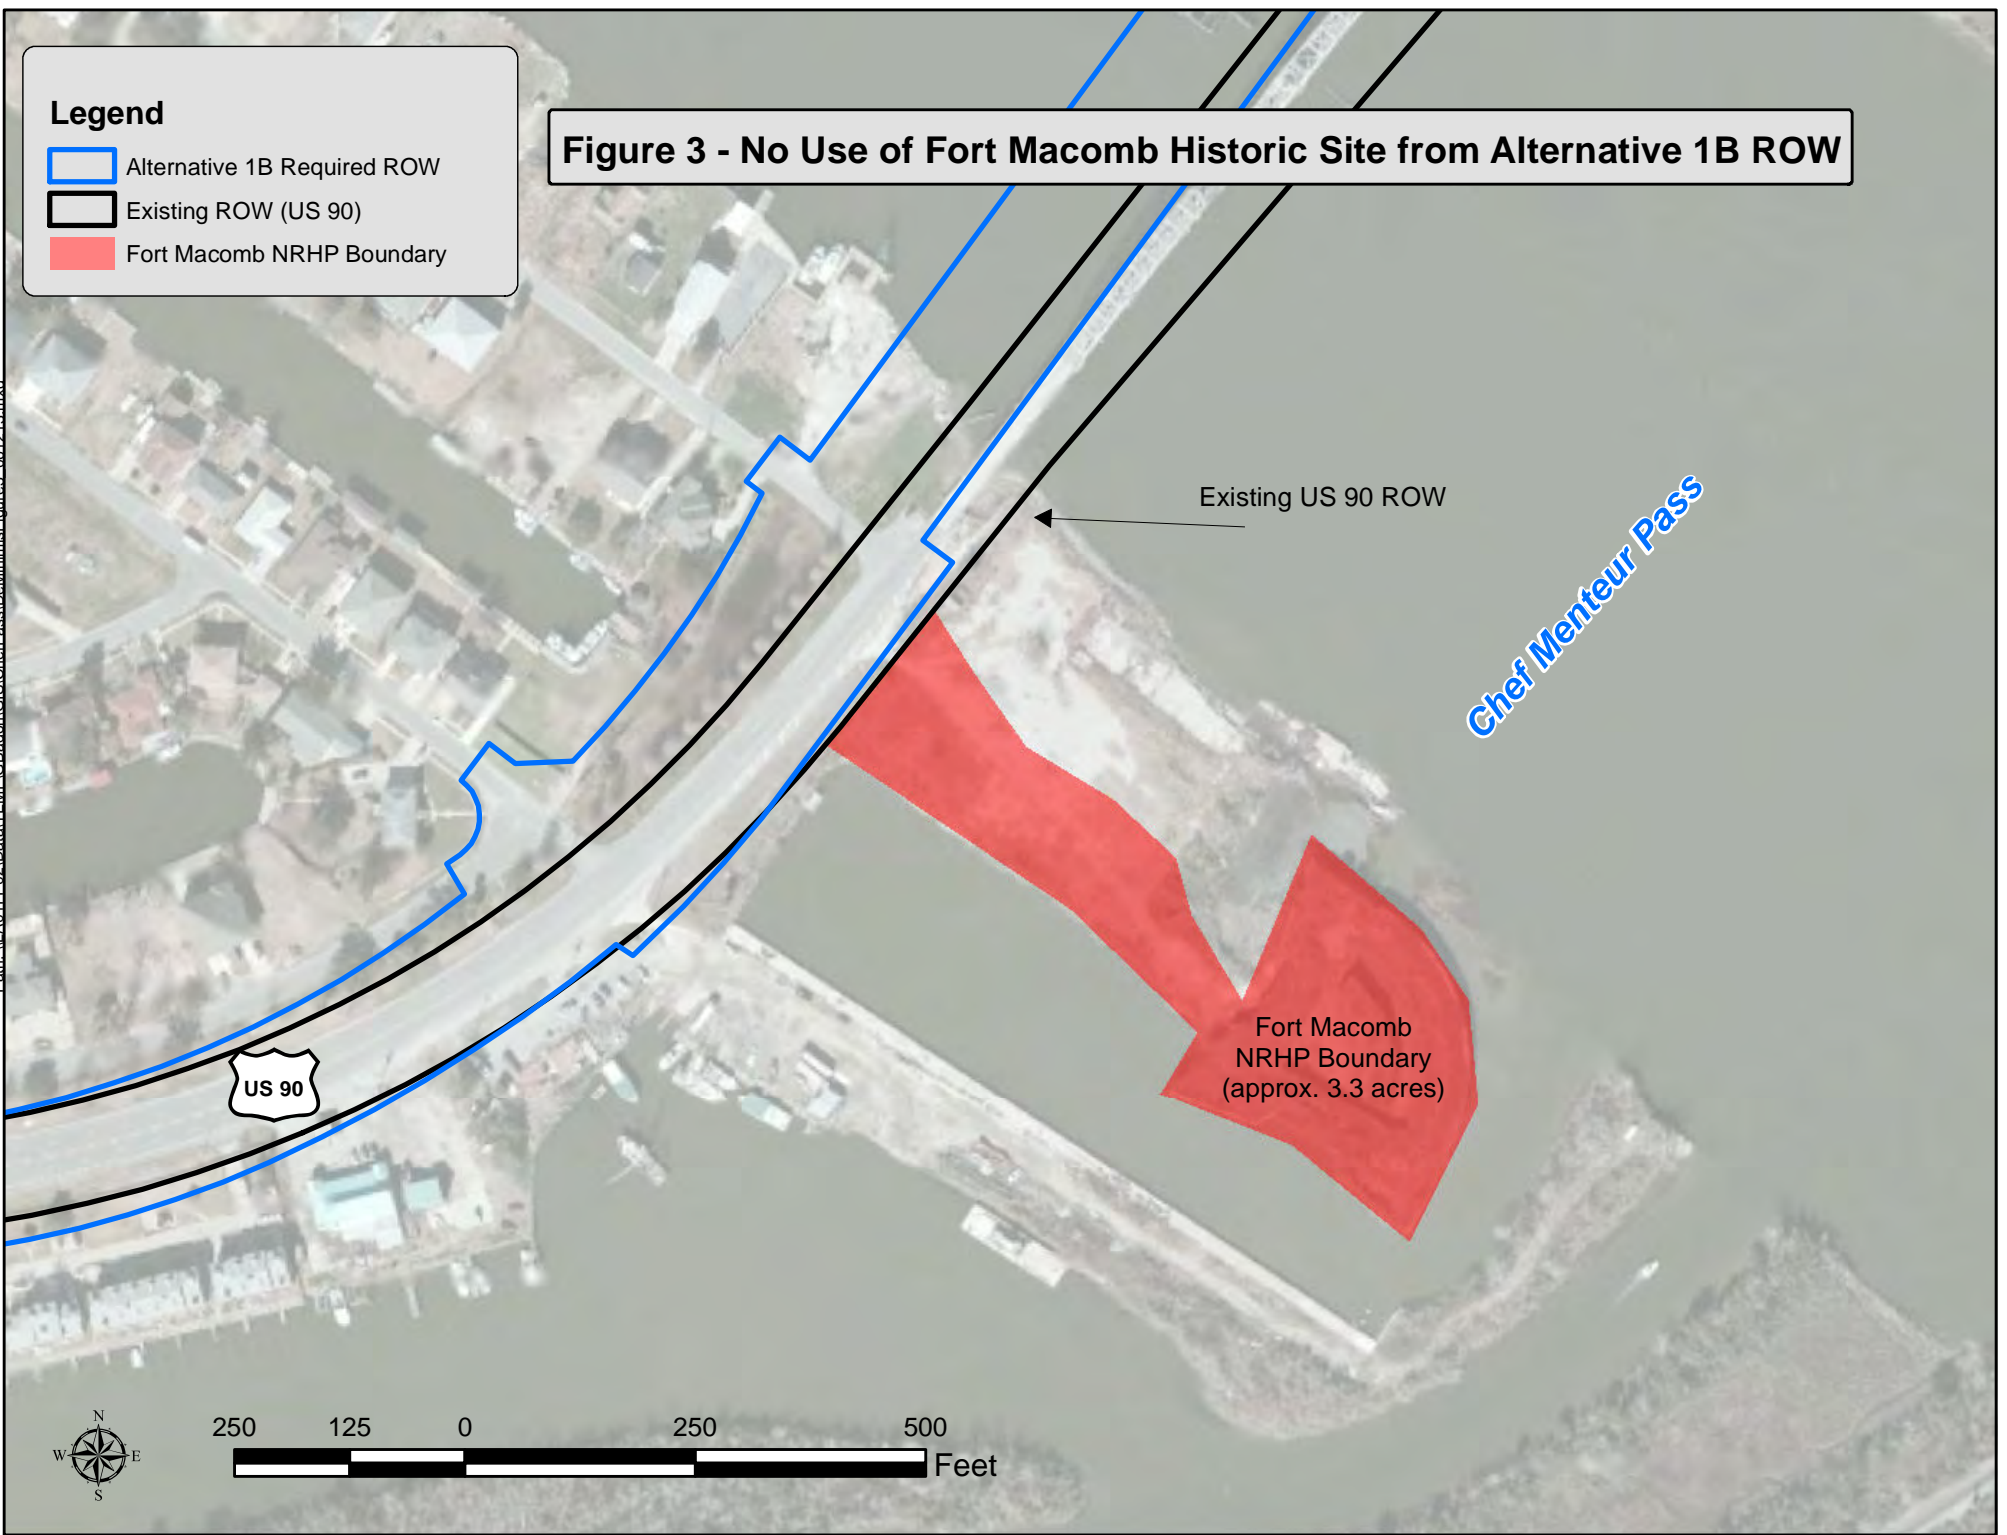 Legend
Alternative 1B Required ROW
Existing ROW (US 90)
Fort Macomb NRHP Boundary
Figure 3 - No Use of Fort Macomb Historic Site from Alternative 1B ROW
Existing US 90 ROW
Chef Menteur Pass
Fort Macomb
NRHP Boundary
(approx. 3.3 acres)
US 90
N
W E
S
250 125 0 250 500
Feet